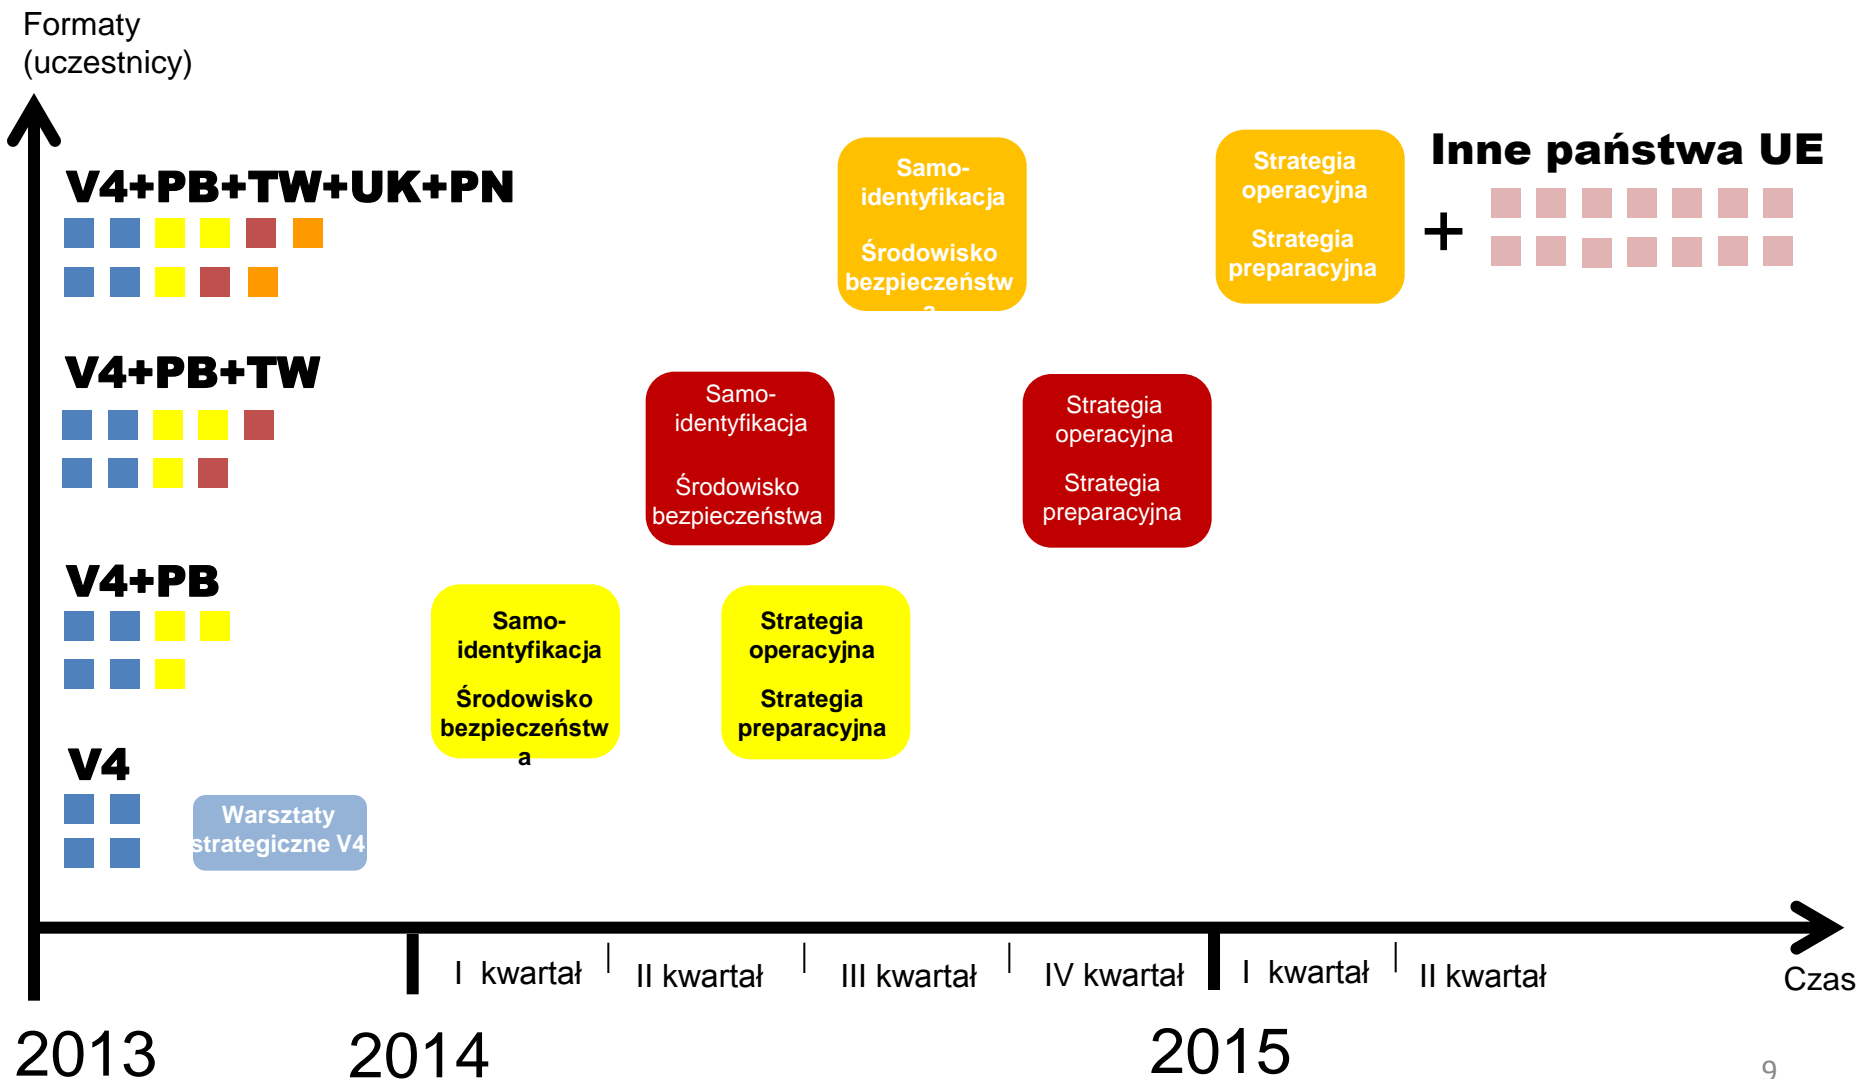 Formaty
(uczestnicy)
V4+PB+TW+UK+PN
Samo-
identyfikacja
Środowisko
bezpieczeństw
a
Strategia
operacyjna
Strategia
preparacyjna
Inne państwa UE
+
V4+PB+TW
Samo-
identyfikacja
Środowisko
bezpieczeństwa
Strategia
operacyjna
Strategia
preparacyjna
V4+PB
Samo-
identyfikacja
Środowisko
bezpieczeństw
a
Strategia
operacyjna
Strategia
preparacyjna
V4
Warsztaty
strategiczne V4
I kwartał
II kwartał
III kwartał
IV kwartał
I kwartał
II kwartał
Czas
2013
2014
2015
9